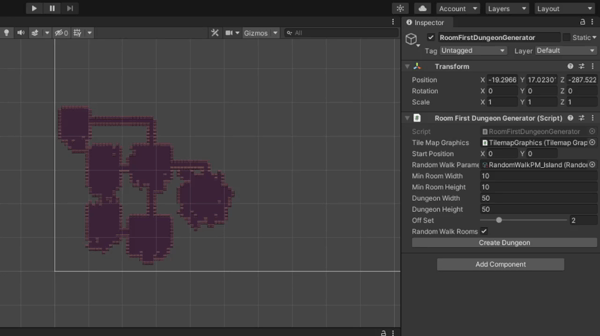 Account
Layers
Layout
Inspector
RoomFirstDungeonGenerator
Static
Tag Untagged Layer Default
0
Gizmos
All
Transform
Position X -19.2966 Y 17.0230 Z -287.522
Rotation X 0 Y 0 Z 0
Scale X 1 Y 1 Z 1
Room First Dungeon Generator (Script)
Script RoomFirstDungeonGenerator
Tile Map Graphics TilemapGraphics (Tilemap Grap
Start Position X 0 Y 0
Random Walk Parame RandomWalkPM_Island (Rando
Min Room Width 10
Min Room Height 10
Dungeon Width 50
Dungeon Height 50
Off Set 2
Random Walk Rooms
Create Dungeon
Add Component